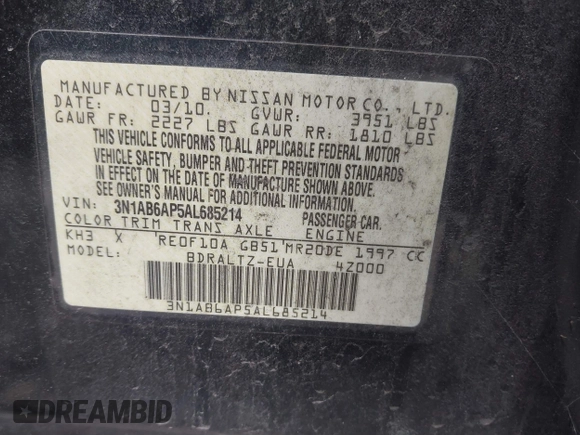 MANUFACTURED BY NISSAN MOTOR CO., LTD.
DATE: 03/10. GVWR: 3951 LBS
GAWR FR: 2227 LBS GAWR RR: 1810 LBS
THIS VEHICLE CONFORMS TO ALL APPLICABLE FEDERAL MOTOR
VEHICLE SAFETY, BUMPER AND THEFT PREVENTION STANDARDS
IN EFFECT ON THE DATE OF MANUFACTURE SHOWN ABOVE.
SEE OWNER'S MANUAL FOR ADDITIONAL INFORMATION.
VIN: 3N1AB6AP5AL685214 PASSENGER CAR.
COLOR TRIM TRANS AXLE ENGINE
KH3 X RE0F10A GB51 MR20DE 1997 CC
MODEL: BDRALTZ-EUA 4Z000
3N1AB6AP5AL685214
DREAMBID